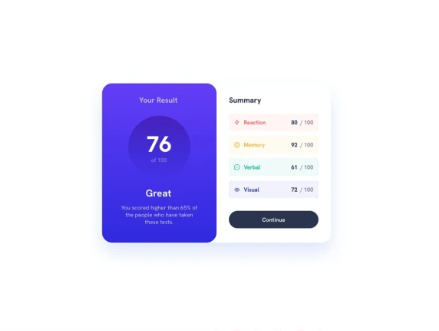 Your Result
76
of 100
Great
You scored higher than 65% of
the people who have taken
these tests.
Summary
Reaction 80 / 100
Memory 92 / 100
Verbal 61 / 100
Visual 72 / 100
Continue